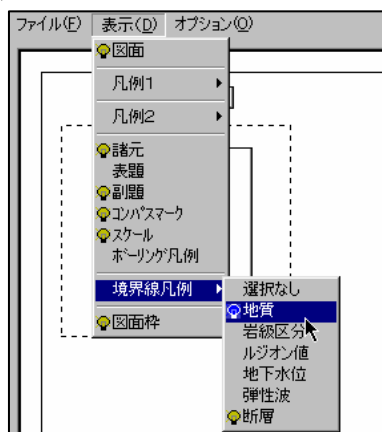 ファイル(F) 表示(D) オプション(O)
図面
凡例1
凡例2
諸元
表題
副題
コンパスマーク
スケール
ボーリング凡例
境界線凡例
図面枠
選択なし
地質
岩級区分
ルジオン値
地下水位
弾性波
断層